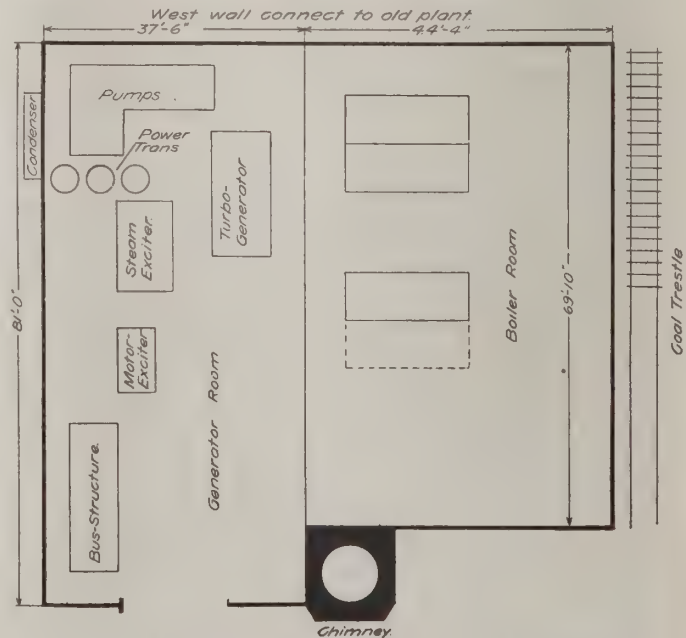 West wall connect to old plant.
37'-6"
44'-4"
Pumps.
Condenser
Power
Trans
Turbo-
Generator
Steam
Exciter.
Boiler Room
69'-10"
81'-0"
Coal Trestle
Motor-
Exciter
Generator Room
Bus-Structure.
Chimney.